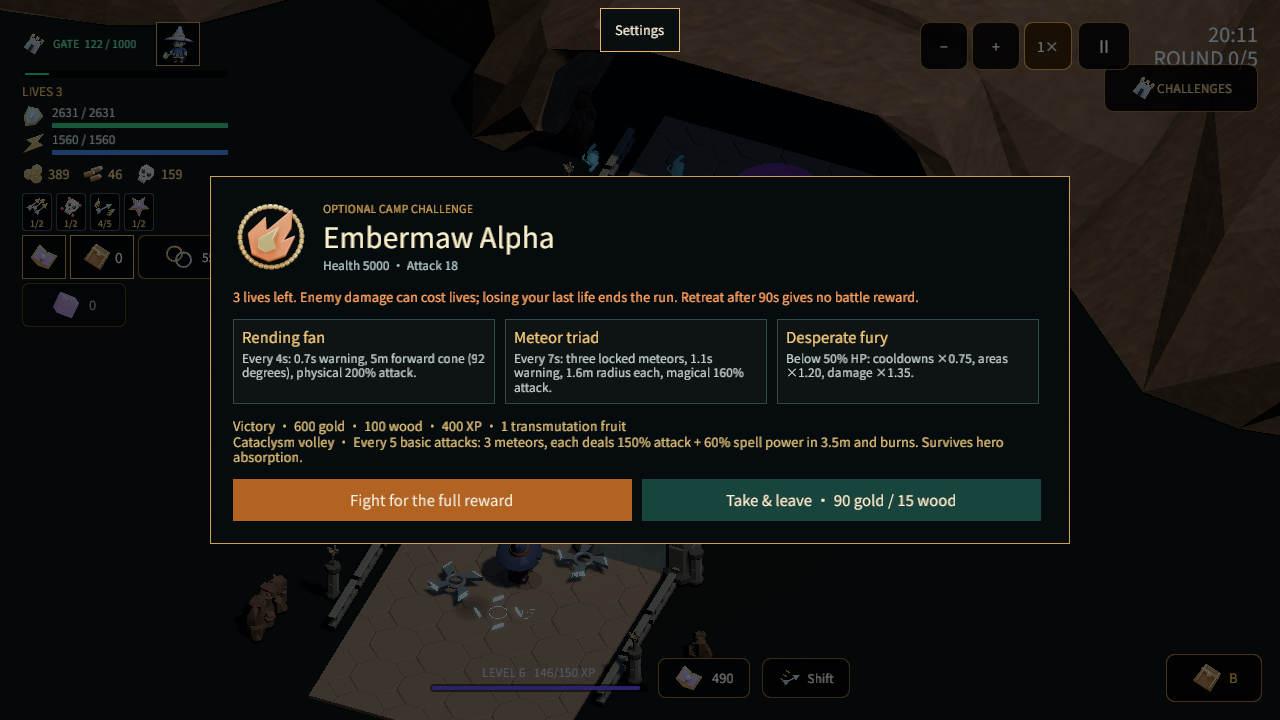 Settings
GATE 122 / 1000
LIVES 3
2631 / 2631
1560 / 1560
389 46 159
1/2 1/2 4/5 1/2
0
0
− + 1×
20:11
ROUND 0/5
CHALLENGES
OPTIONAL CAMP CHALLENGE
Embermaw Alpha
Health 5000 • Attack 18
3 lives left. Enemy damage can cost lives; losing your last life ends the run. Retreat after 90s gives no battle reward.
Rending fan
Every 4s: 0.7s warning, 5m forward cone (92
degrees), physical 200% attack.
Meteor triad
Every 7s: three locked meteors, 1.1s
warning, 1.6m radius each, magical 160%
attack.
Desperate fury
Below 50% HP: cooldowns ×0.75, areas
×1.20, damage ×1.35.
Victory • 600 gold • 100 wood • 400 XP • 1 transmutation fruit
Cataclysm volley • Every 5 basic attacks: 3 meteors, each deals 150% attack + 60% spell power in 3.5m and burns. Survives hero
absorption.
Fight for the full reward
Take & leave • 90 gold / 15 wood
LEVEL 6 146/150 XP
490
Shift
B